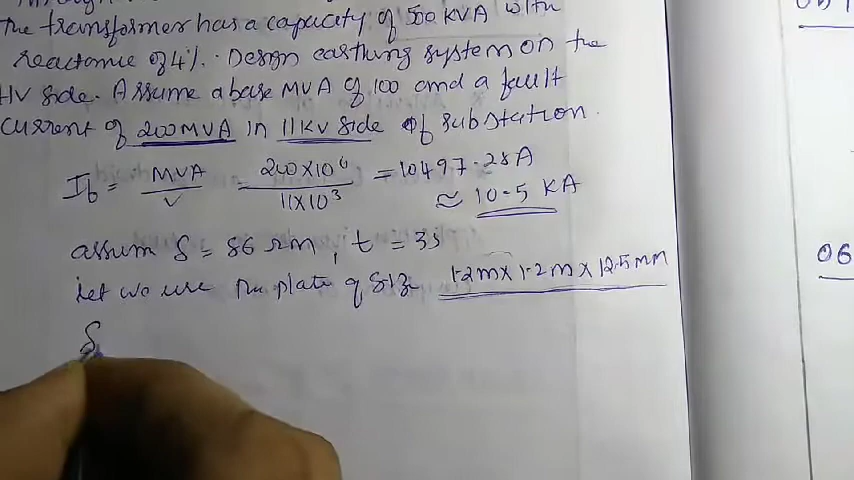 the transformer has a capacity of 500 KVA with
reactance of 4%. Design earthing system on the
HV side. Assume a base MVA of 100 and a fault
current of 200MVA in 11KV side of substation.
If = MVA / V = 200×10⁶ / 11×10³ = 10497.28A
≈ 10.5 KA
assum δ = 86 Ωm, t = 3s
let we use the plate of size 1.2m × 1.2m × 12.5mm
δ
06